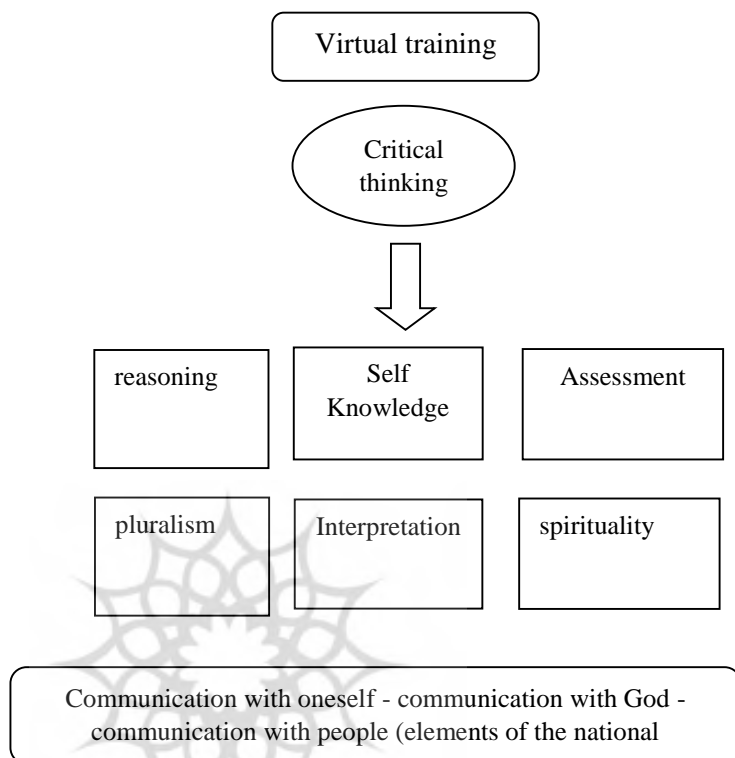 Virtual training
Critical
thinking
reasoning
Self
Knowledge
Assessment
pluralism
Interpretation
spirituality
Communication with oneself - communication with God -
communication with people (elements of the national